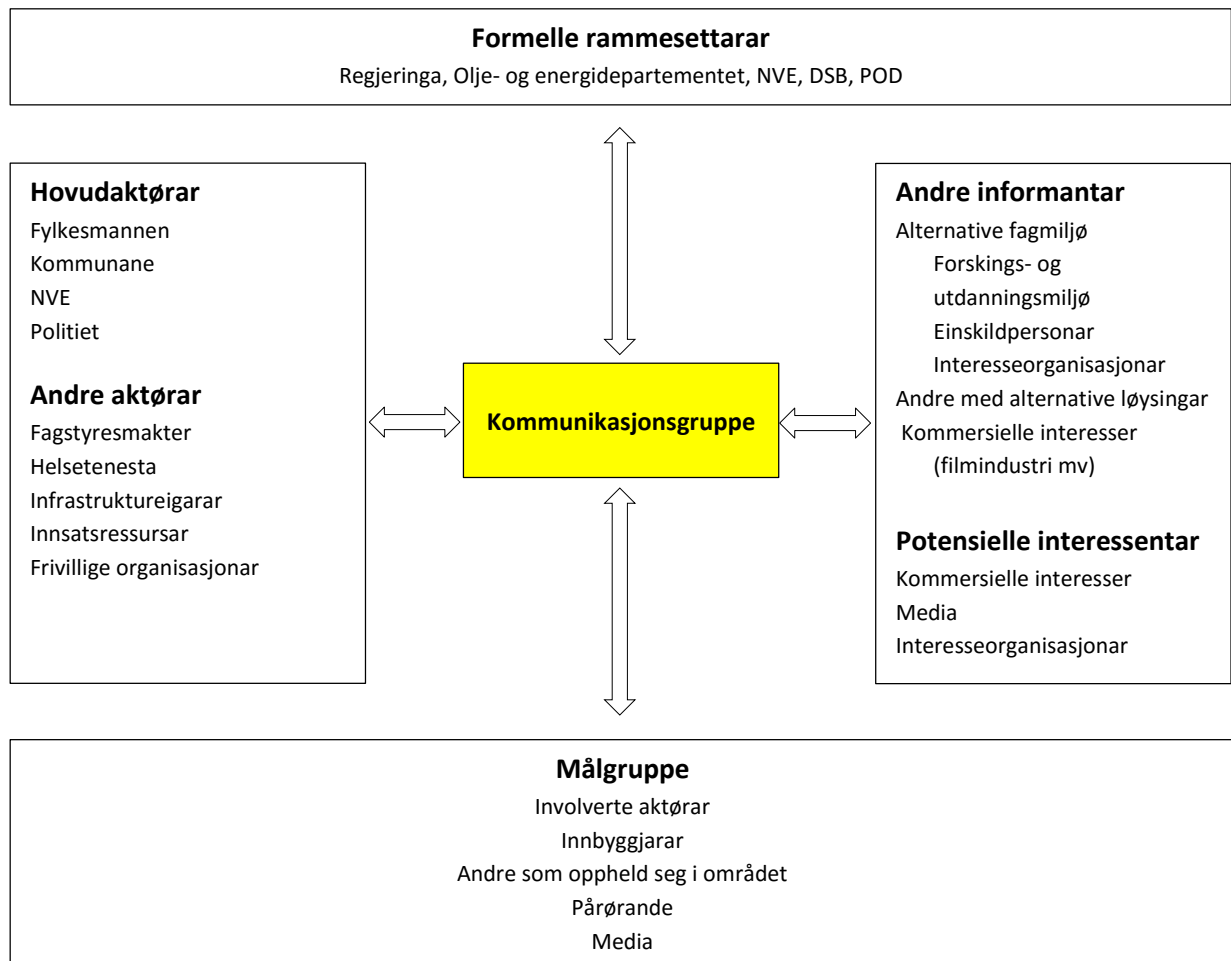 Formelle rammesettarar
Regjeringa, Olje- og energidepartementet, NVE, DSB, POD
Hovudaktørar
Fylkesmannen
Kommunane
NVE
Politiet
Andre aktørar
Fagstyresmakter
Helsetenesta
Infrastruktureigarar
Innsatsressursar
Frivillige organisasjonar
Kommunikasjonsgruppe
Andre informantar
Alternative fagmiljø
Forskings- og
utdanningsmiljø
Einskildpersonar
Interesseorganisasjonar
Andre med alternative løysingar
Kommersielle interesser
(filmindustri mv)
Potensielle interessentar
Kommersielle interesser
Media
Interesseorganisasjonar
Målgruppe
Involverte aktørar
Innbyggjarar
Andre som oppheld seg i området
Pårørande
Media